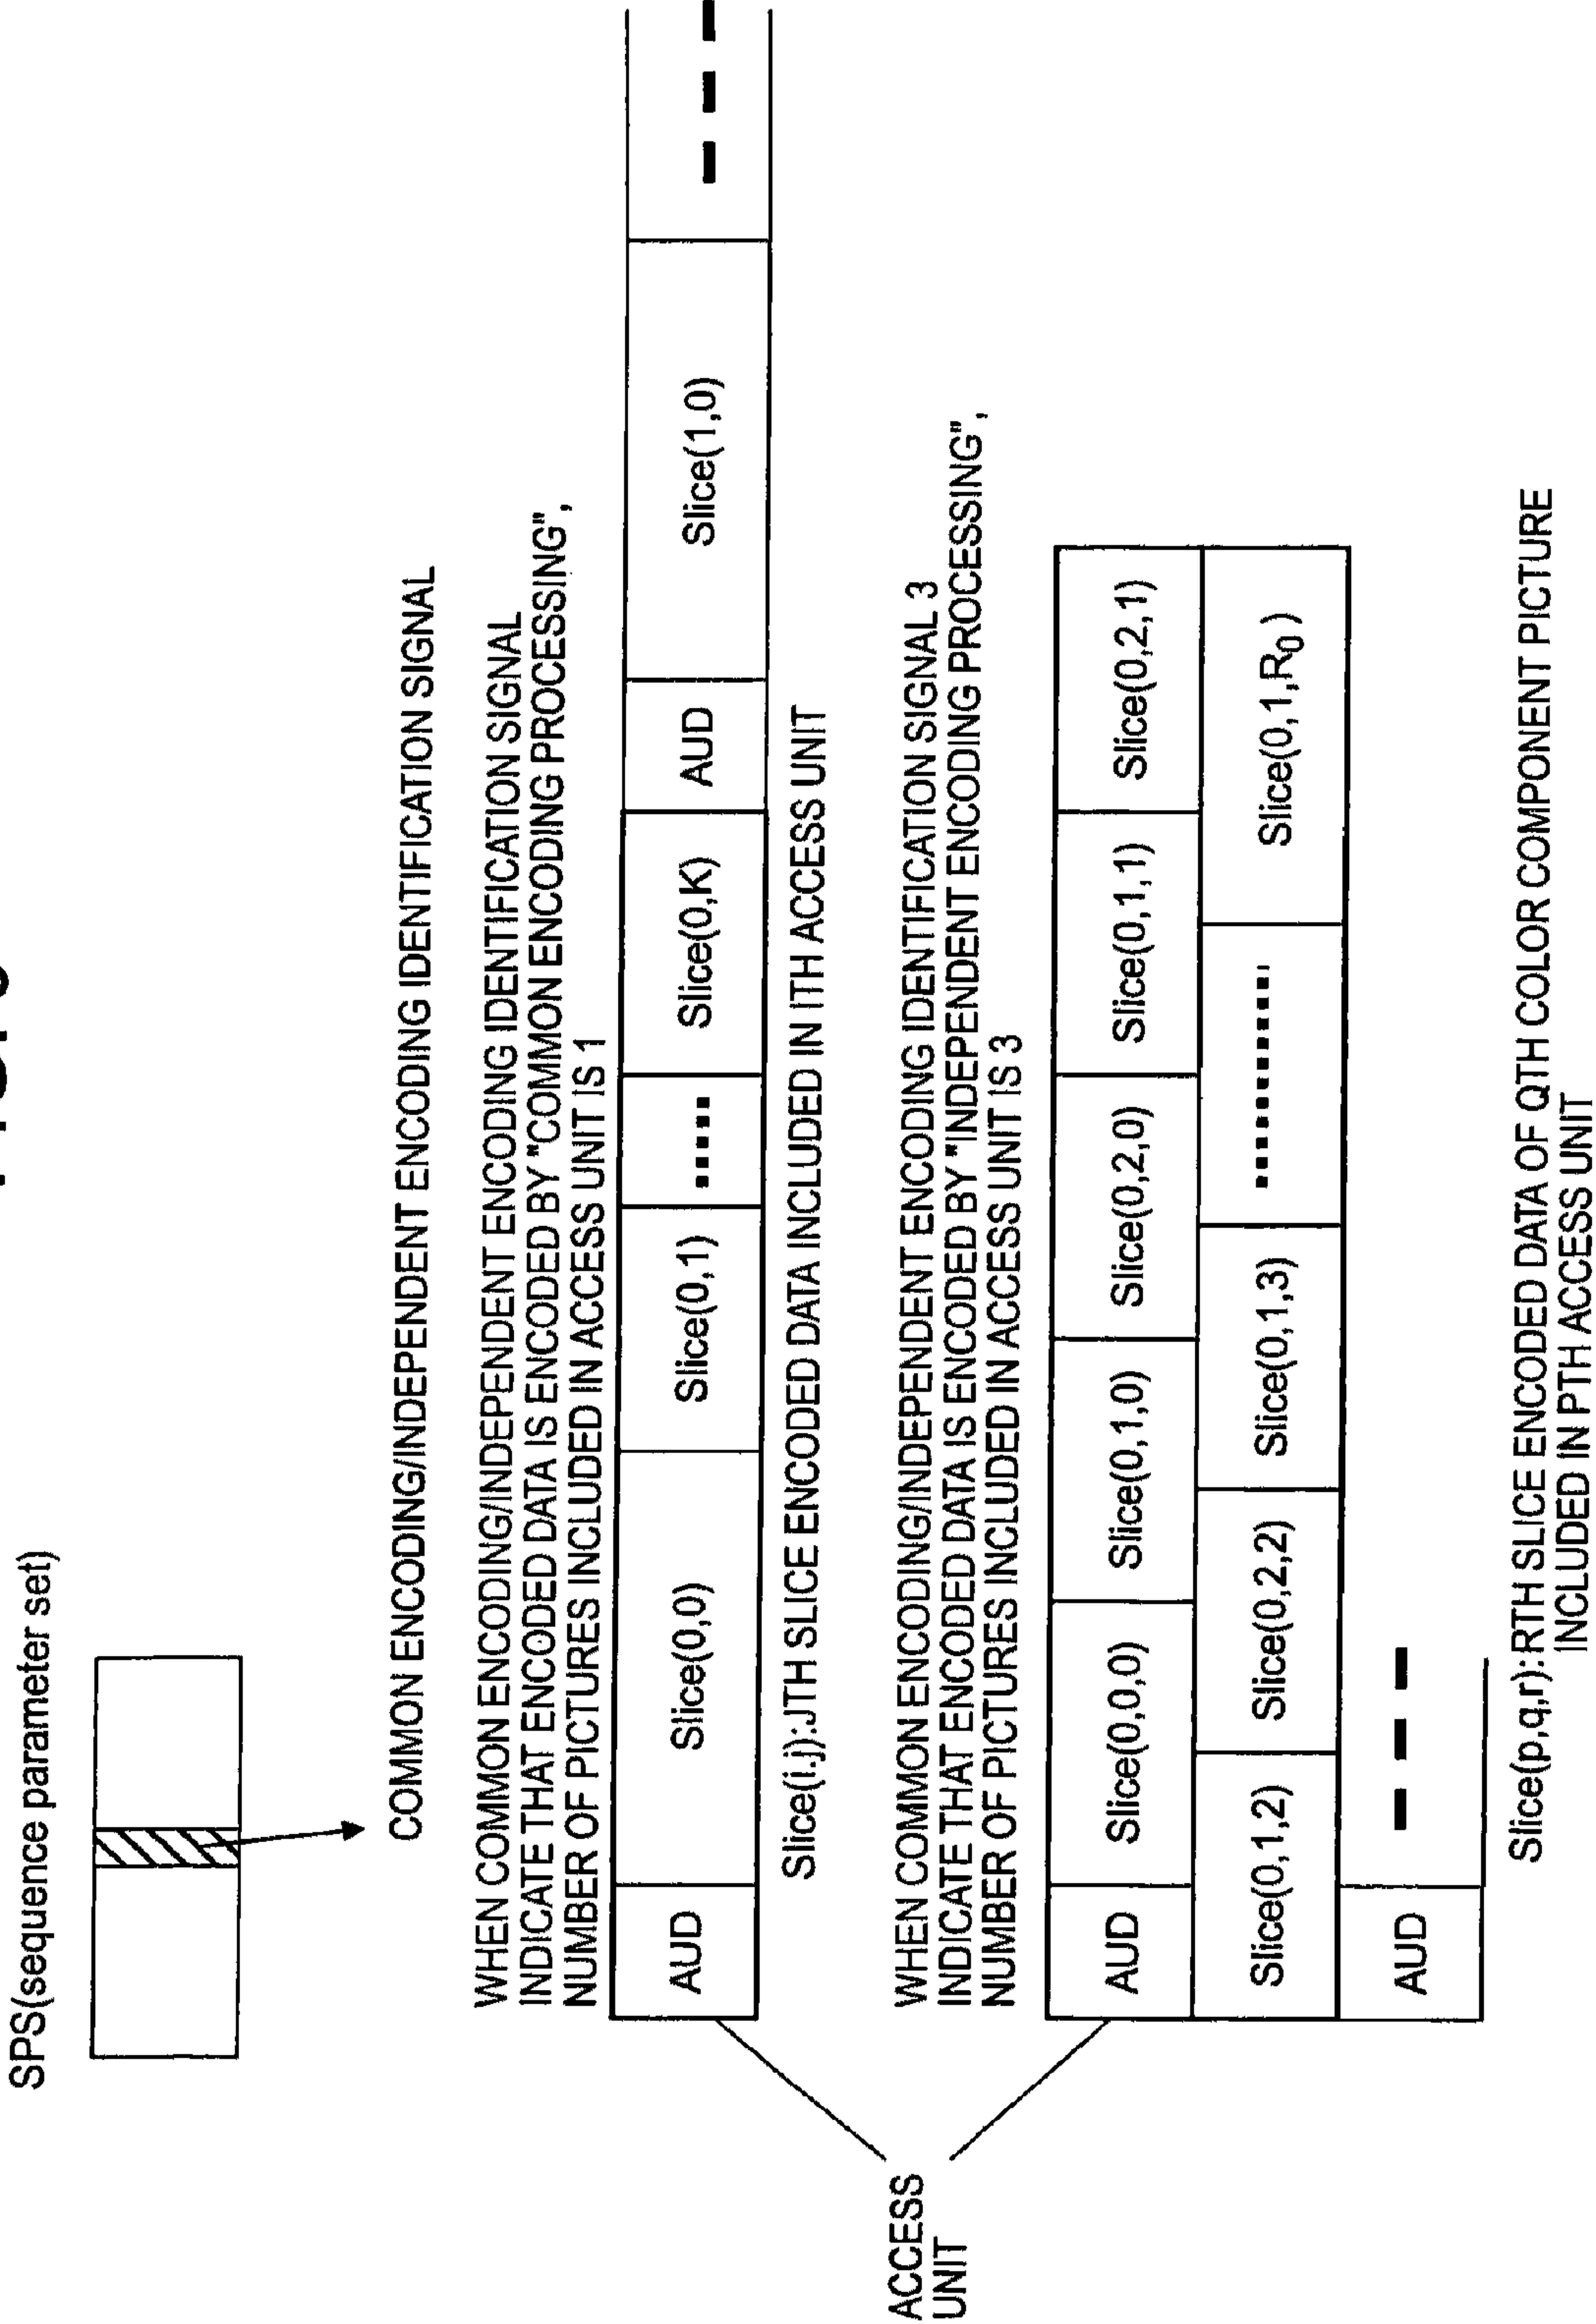 SPS(sequence parameter set)
COMMON ENCODING/INDEPENDENT ENCODING IDENTIFICATION SIGNAL
WHEN COMMON ENCODING/INDEPENDENT ENCODING IDENTIFICATION SIGNAL
INDICATE THAT ENCODED DATA IS ENCODED BY "COMMON ENCODING PROCESSING",
NUMBER OF PICTURES INCLUDED IN ACCESS UNIT IS 1
AUD Slice(0,0) Slice(0,1) ..... Slice(0,K) AUD Slice(1,0)
Slice(i,j):JTH SLICE ENCODED DATA INCLUDED IN ITH ACCESS UNIT
ACCESS
UNIT
WHEN COMMON ENCODING/INDEPENDENT ENCODING IDENTIFICATION SIGNAL 3
INDICATE THAT ENCODED DATA IS ENCODED BY "INDEPENDENT ENCODING PROCESSING",
NUMBER OF PICTURES INCLUDED IN ACCESS UNIT IS 3
AUD Slice(0,0,0) Slice(0,1,0) Slice(0,2,0) Slice(0,1,1) Slice(0,2,1)
Slice(0,1,2) Slice(0,2,2) Slice(0,1,3) ............ Slice(0,1,R0)
AUD
Slice(p,q,r):RTH SLICE ENCODED DATA OF QTH COLOR COMPONENT PICTURE
INCLUDED IN PTH ACCESS UNIT